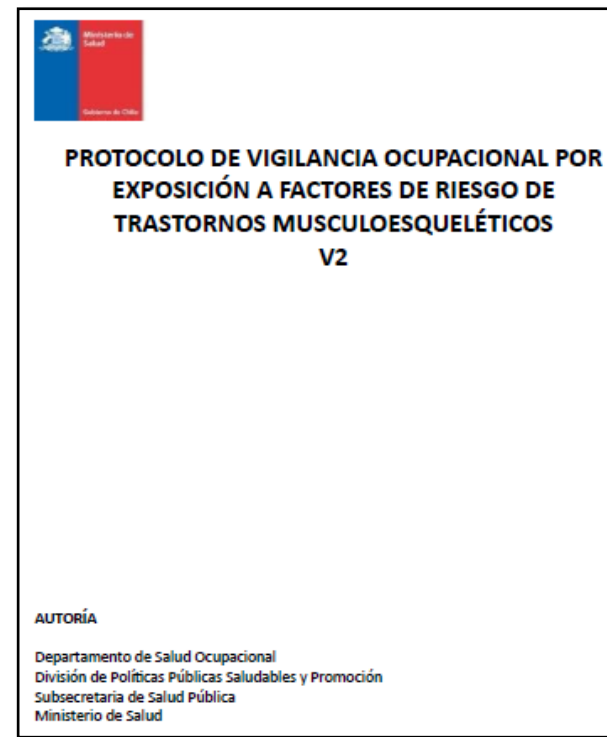 Ministerio de
Salud
Gobierno de Chile
PROTOCOLO DE VIGILANCIA OCUPACIONAL POR
EXPOSICIÓN A FACTORES DE RIESGO DE
TRASTORNOS MUSCULOESQUELÉTICOS
V2
AUTORÍA
Departamento de Salud Ocupacional
División de Políticas Públicas Saludables y Promoción
Subsecretaria de Salud Pública
Ministerio de Salud